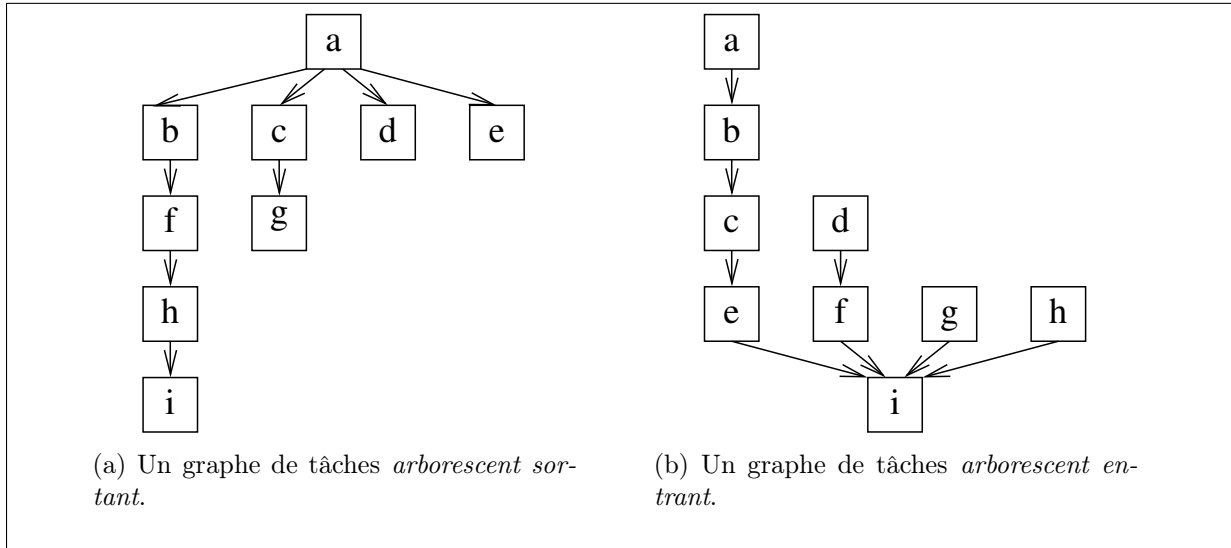 a
b c d e
f g
h
i
(a) Un graphe de tâches arborescent sor-
tant.
a
b
c d
e f g h
i
(b) Un graphe de tâches arborescent en-
trant.